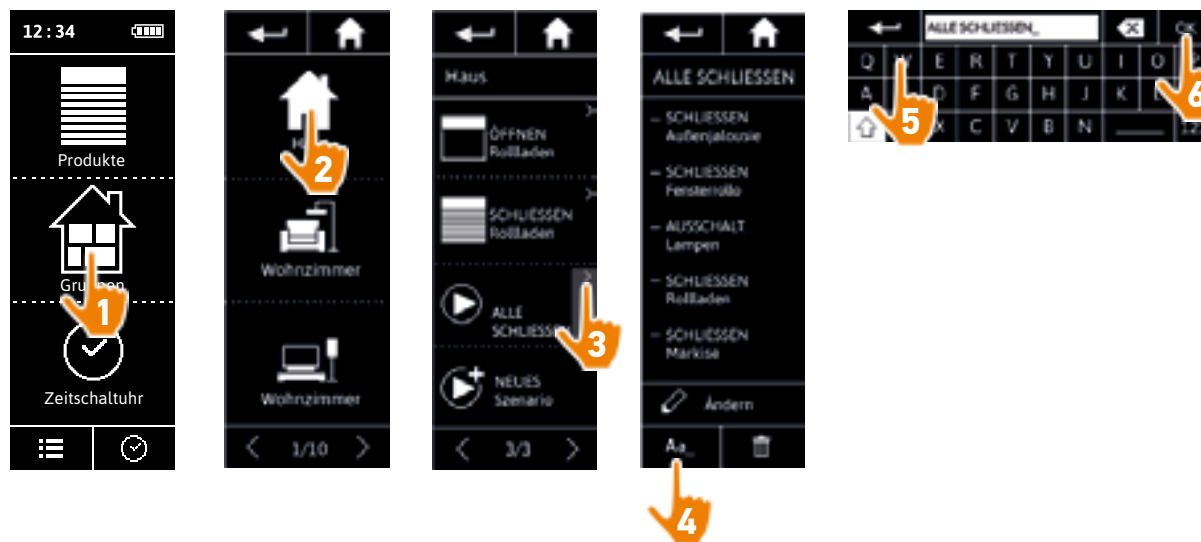 12:34
Produkte
Gruppen
1
Zeitschaltuhr
2
Wohnzimmer
Wohnzimmer
1/10
Haus
ÖFFNEN
Rollladen
SCHLIESSEN
Rollladen
ALLE
SCHLIESSEN
3
NEUES
Szenario
3/3
ALLE SCHLIESSEN
– SCHLIESSEN
Außenjalousie
– SCHLIESSEN
Fensterrollo
– AUSSCHALT
Lampen
– SCHLIESSEN
Rollladen
– SCHLIESSEN
Markise
Ändern
Aa_
4
ALLE SCHLIESSEN_
OK
Q W E R T Y U I O P
A D F G H J K L
X C V B N
5
6